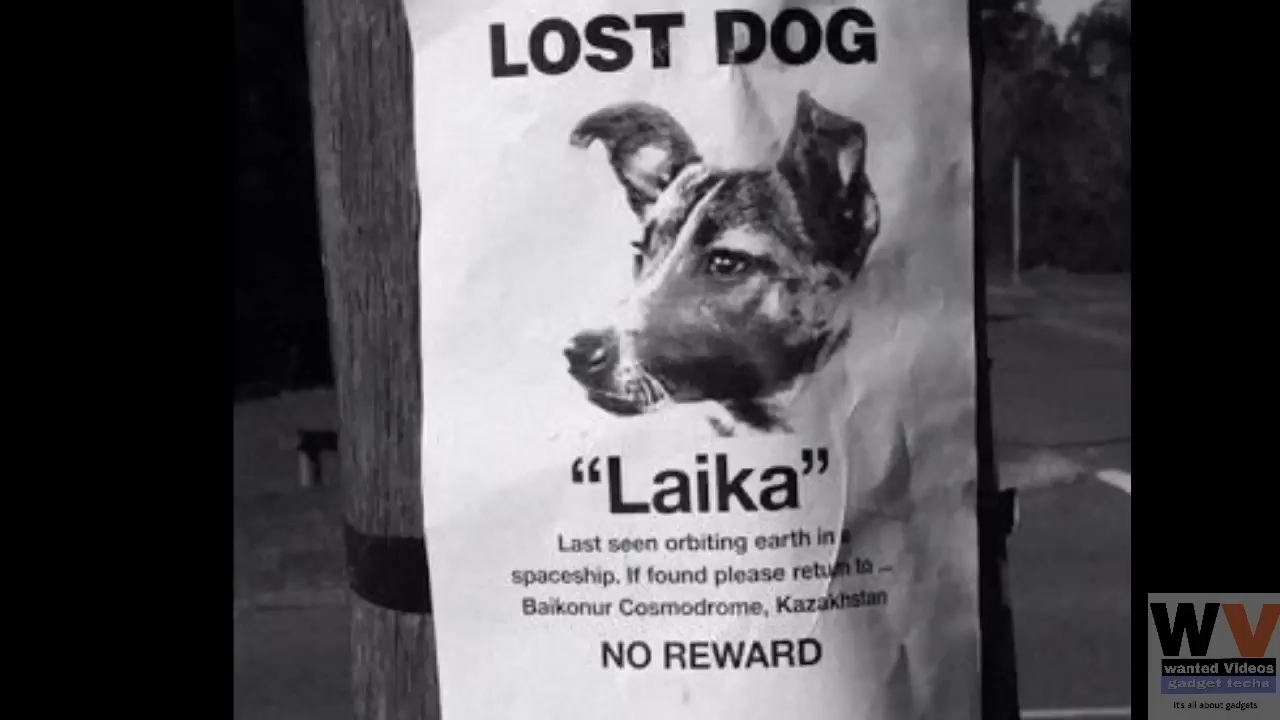 LOST DOG
“Laika”
Last seen orbiting earth in a
spaceship. If found please return to ...
Baikonur Cosmodrome, Kazakhstan
NO REWARD
WV
wanted Videos
gadget techs
It's all about gadgets